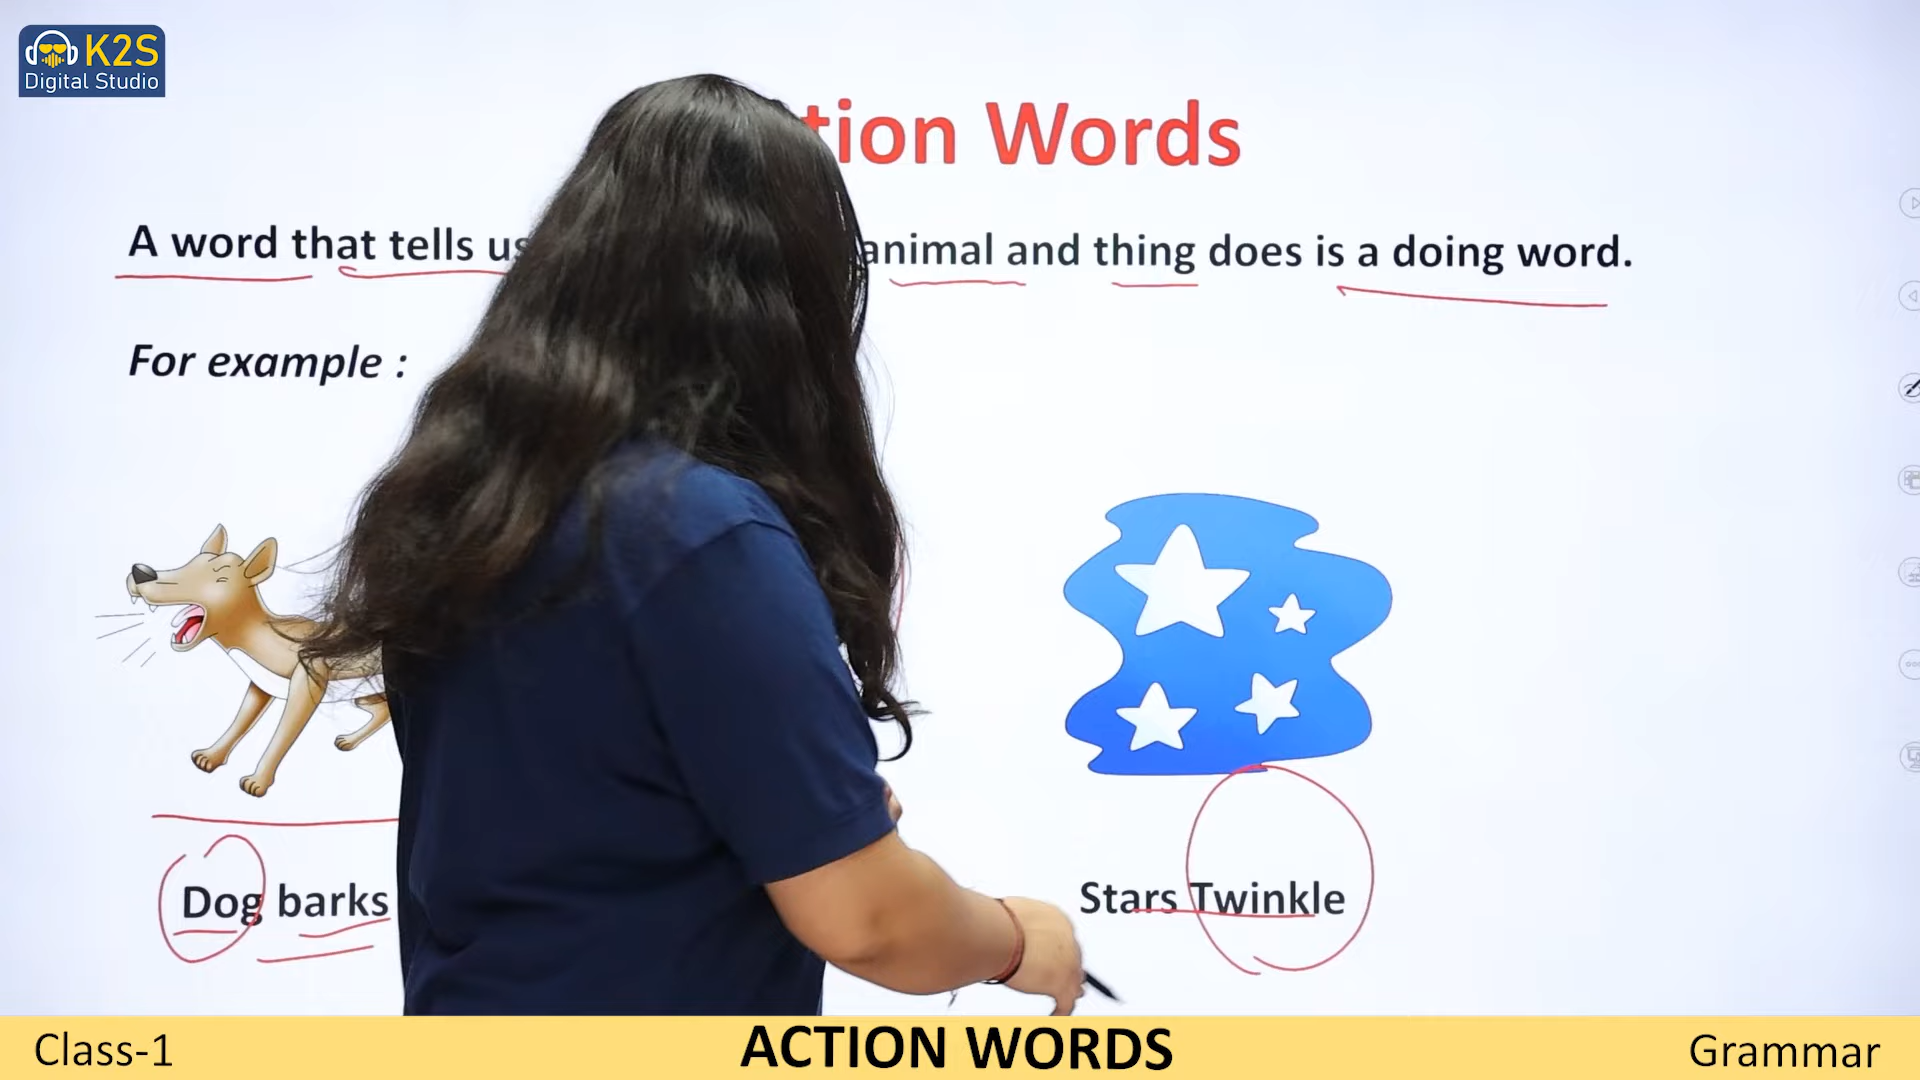 K2S
Digital Studio
tion Words
A word that tells us animal and thing does is a doing word.
For example :
Dog barks
Stars Twinkle
Class-1
ACTION WORDS
Grammar